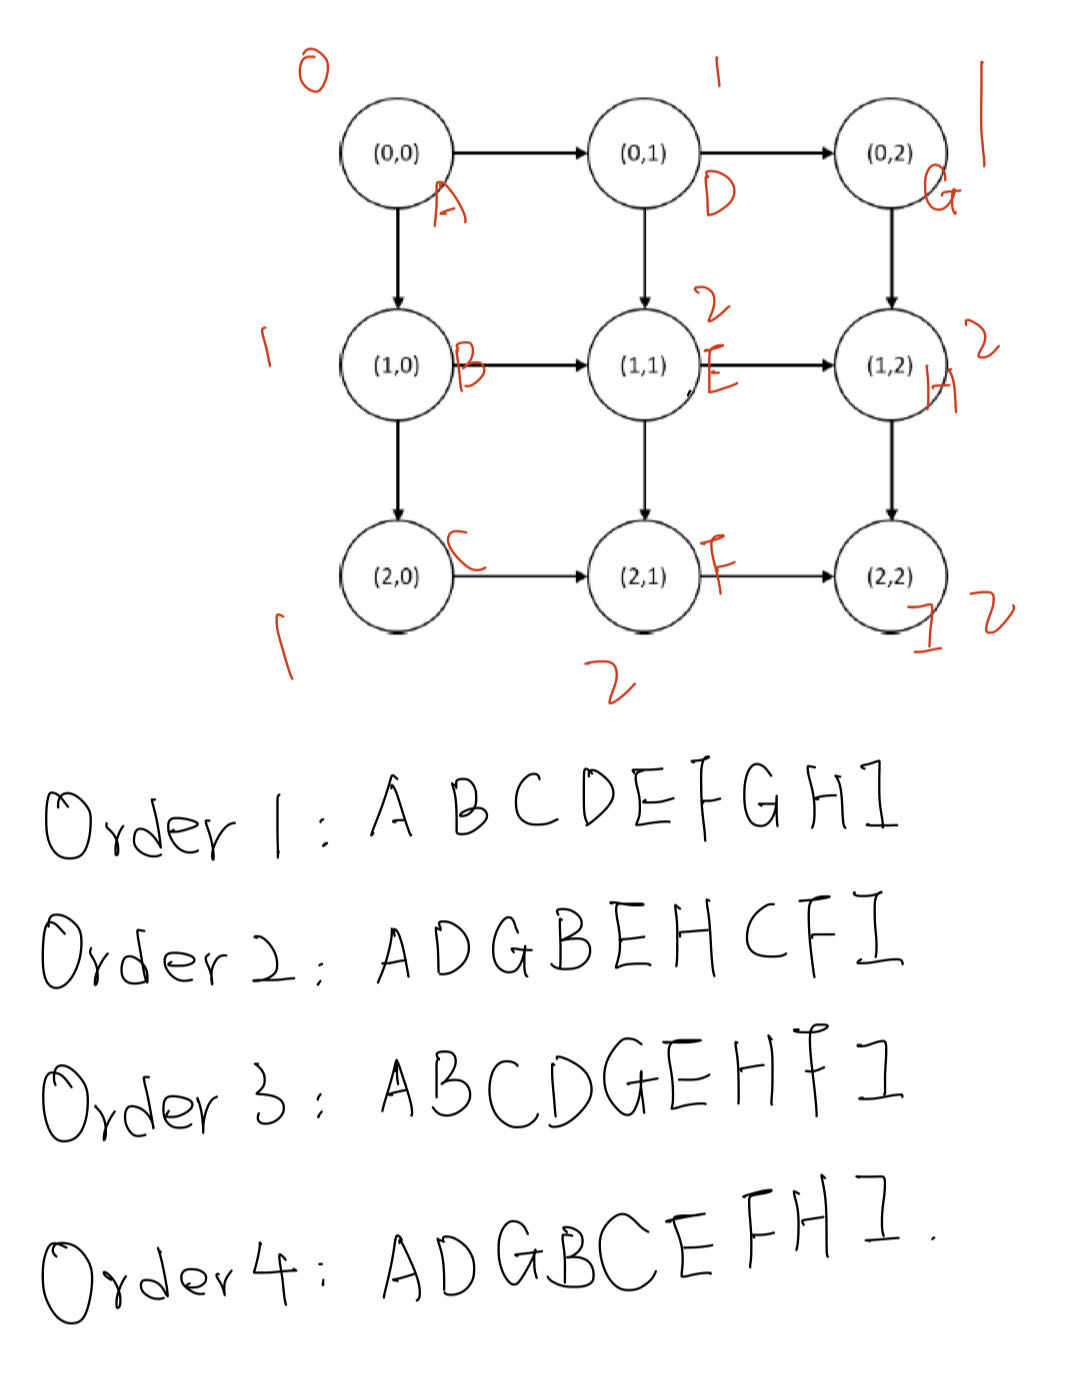 0 1 1
(0,0) (0,1) (0,2)
A D G
2
1 (1,0) B (1,1) E (1,2) H 2
C F
(2,0) (2,1) (2,2)
I 2
1 2
Order 1: A B C D E F G H I
Order 2: A D G B E H C F I
Order 3: A B C D G E H F I
Order 4: A D G B C E F H I.